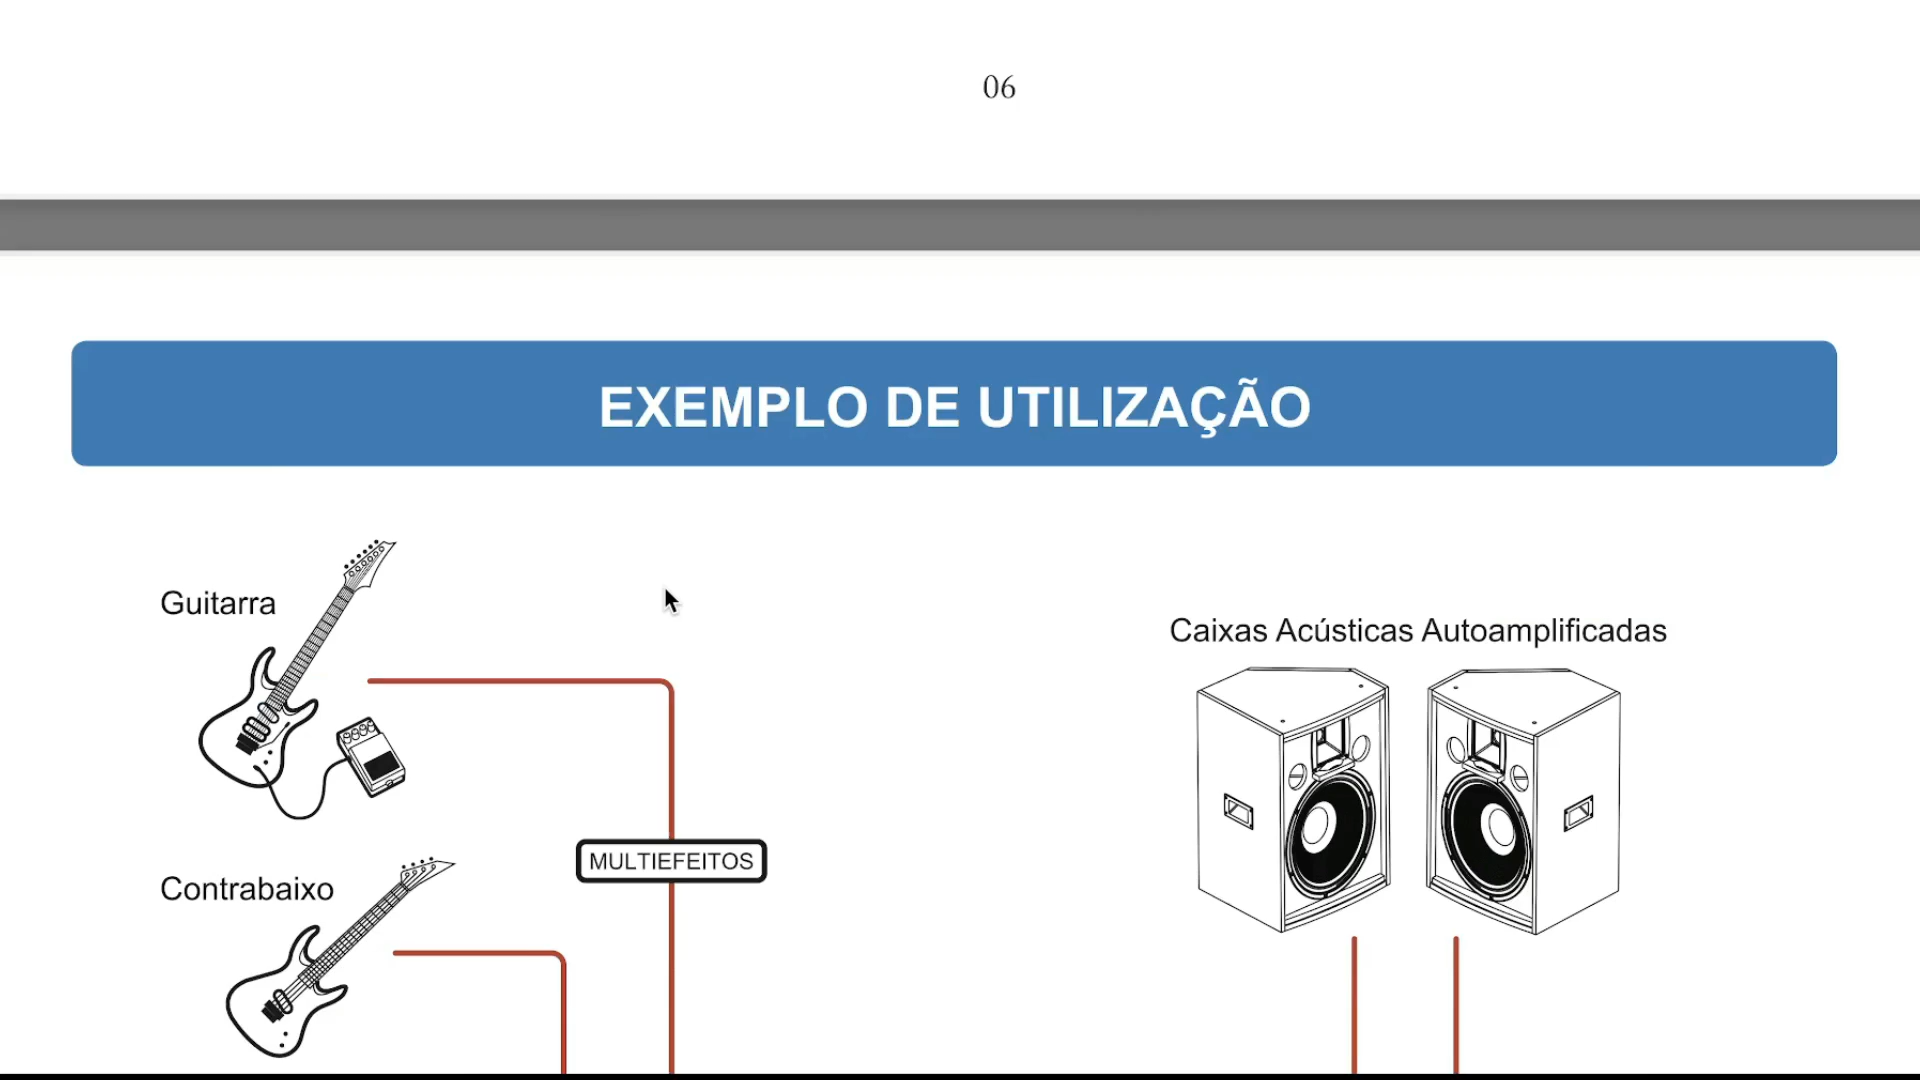 06
EXEMPLO DE UTILIZAÇÃO
Guitarra
Caixas Acústicas Autoamplificadas
MULTIEFEITOS
Contrabaixo